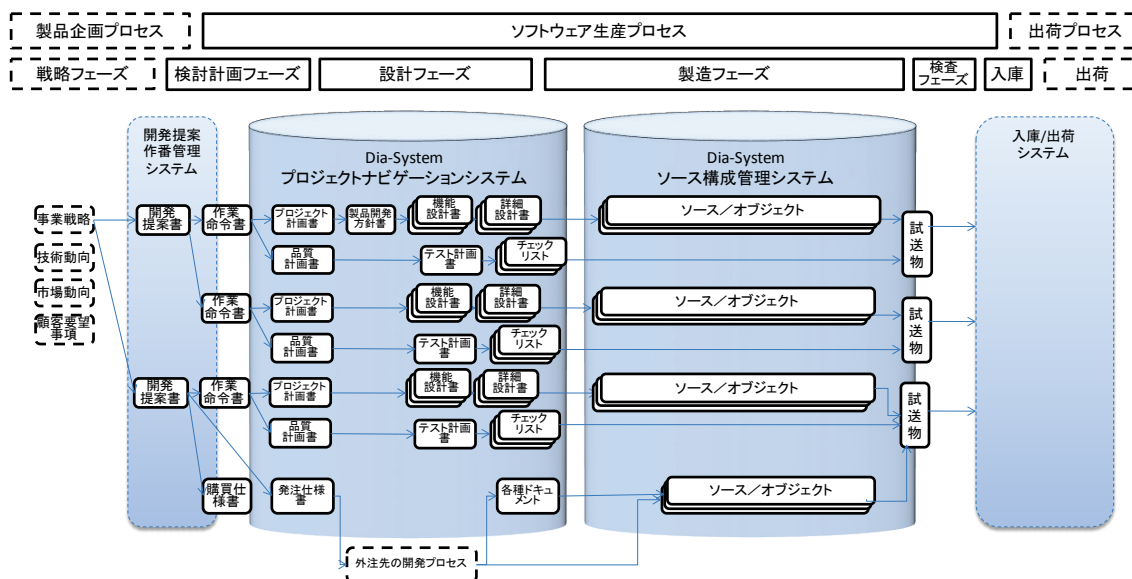 製品企画プロセス
ソフトウェア生産プロセス
出荷プロセス
戦略フェーズ
検討計画フェーズ
設計フェーズ
製造フェーズ
検査
フェーズ
入庫
出荷
開発提案
作番管理
システム
Dia-System
プロジェクトナビゲーションシステム
Dia-System
ソース構成管理システム
入庫/出荷
システム
事業戦略
技術動向
市場動向
顧客要望
事項
開発
提案書
作業
命令書
プロジェクト
計画書
製品開発
方針書
機能
設計書
詳細
設計書
ソース／オブジェクト
試送物
品質
計画書
テスト計画書
チェック
リスト
作業
命令書
プロジェクト
計画書
機能
設計書
詳細
設計書
ソース／オブジェクト
試送物
品質
計画書
テスト計画
書
チェック
リスト
開発
提案書
作業
命令書
プロジェクト
計画書
機能
設計書
詳細
設計書
ソース／オブジェクト
試送物
品質
計画書
テスト計画
書
チェック
リスト
購買仕
様書
発注仕様
書
各種ドキュ
メント
ソース／オブジェクト
外注先の開発プロセス